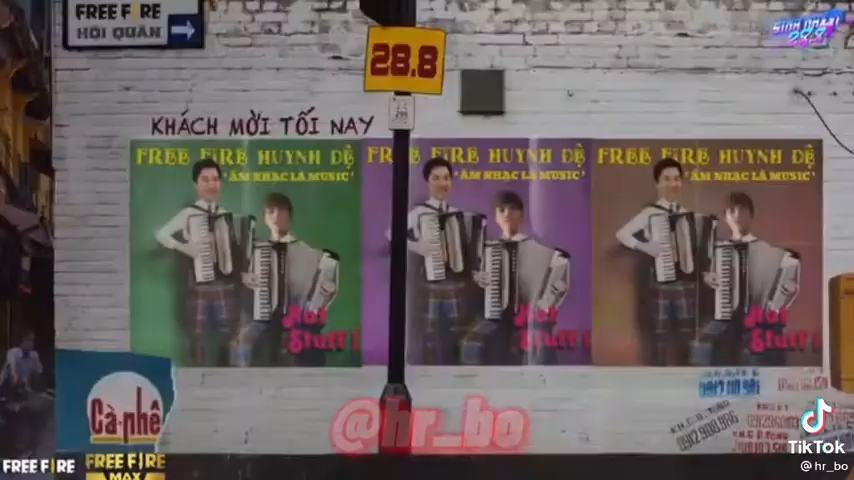 FREE FIRE
HỘI QUÁN
28.8
SINH NHẬT
28.8
KHÁCH MỜI TỐI NAY
FREE FIRE HUYNH ĐỆ
"ÂM NHẠC LÀ MUSIC"
Hot
Stuff!
FREE FIRE HUYNH ĐỆ
"ÂM NHẠC LÀ MUSIC"
Hot
Stuff!
FREE FIRE HUYNH ĐỆ
"ÂM NHẠC LÀ MUSIC"
Hot
Stuff!
Cà-phê
@hr_bo
FREE FIRE
FREE FIRE
MAX
TikTok
@hr_bo